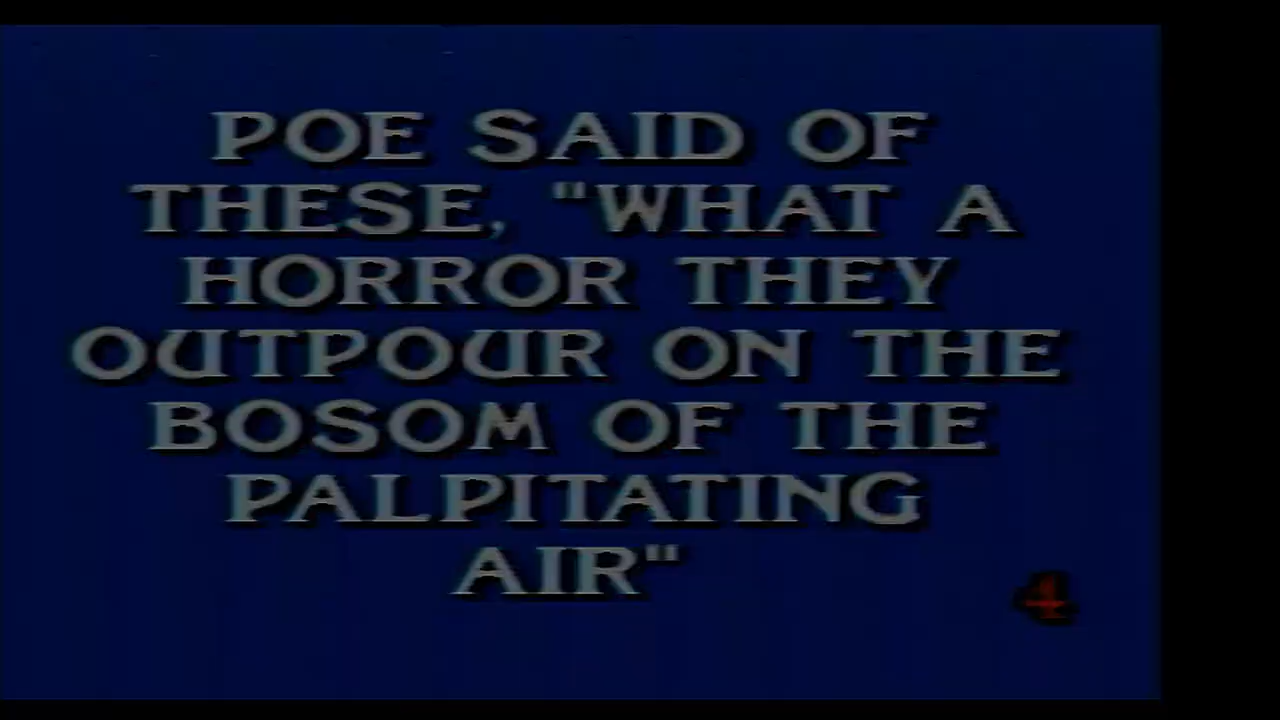 POE SAID OF
THESE, "WHAT A
HORROR THEY
OUTPOUR ON THE
BOSOM OF THE
PALPITATING
AIR"
4